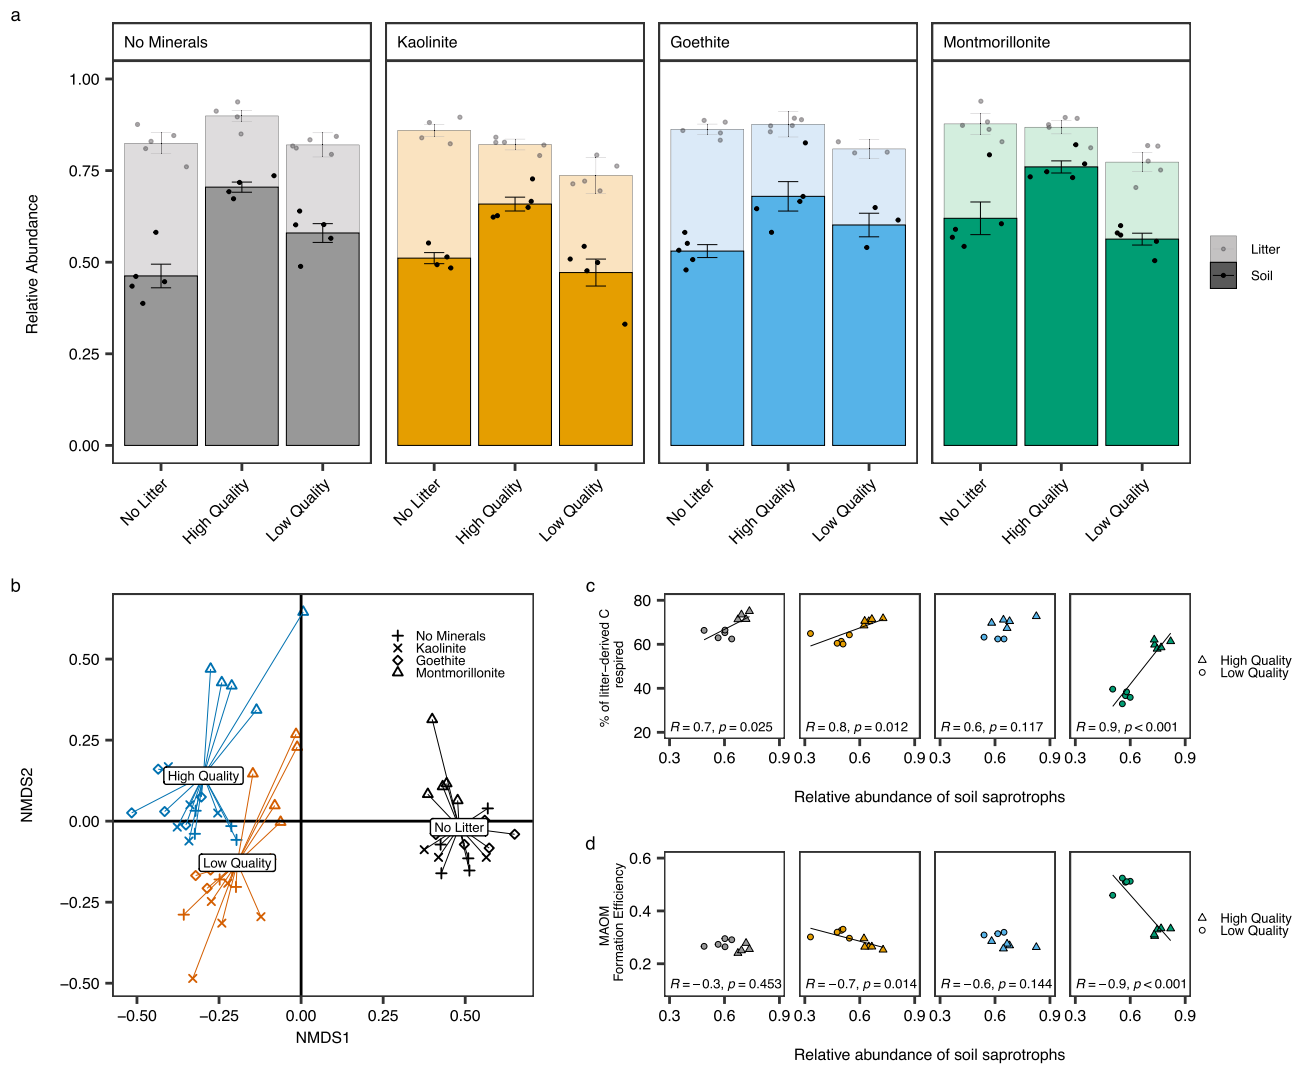 a
No Minerals
Kaolinite
Goethite
Montmorillonite
1.00
0.75
0.50
0.25
0.00
Relative Abundance
No Litter
High Quality
Low Quality
No Litter
High Quality
Low Quality
No Litter
High Quality
Low Quality
No Litter
High Quality
Low Quality
Litter
Soil
b
No Minerals
Kaolinite
Goethite
Montmorillonite
High Quality
Low Quality
No Litter
0.50
0.25
0.00
−0.25
−0.50
NMDS2
−0.50
−0.25
0.00
0.25
0.50
NMDS1
c
80
60
40
20
% of litter−derived C
respired
R = 0.7, p = 0.025
R = 0.8, p = 0.012
R = 0.6, p = 0.117
R = 0.9, p < 0.001
0.3 0.6 0.9
0.3 0.6 0.9
0.3 0.6 0.9
0.3 0.6 0.9
Relative abundance of soil saprotrophs
High Quality
Low Quality
d
0.6
0.4
0.2
MAOM
Formation Efficiency
R = −0.3, p = 0.453
R = −0.7, p = 0.014
R = −0.6, p = 0.144
R = −0.9, p < 0.001
0.3 0.6 0.9
0.3 0.6 0.9
0.3 0.6 0.9
0.3 0.6 0.9
Relative abundance of soil saprotrophs
High Quality
Low Quality